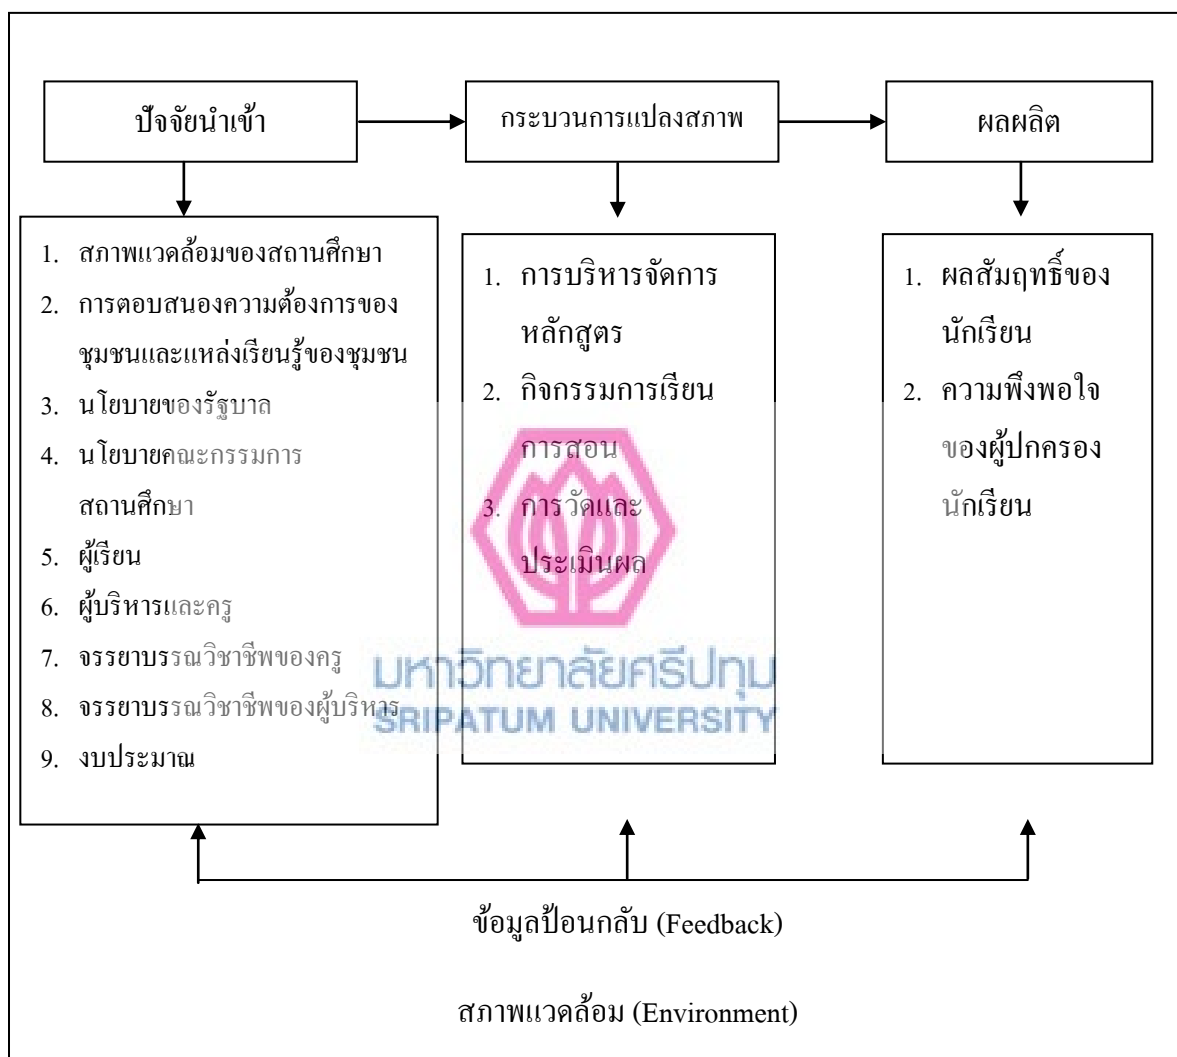 ปัจจัยนำเข้า
กระบวนการแปลงสภาพ
ผลผลิต
1. สภาพแวดล้อมของสถานศึกษา
2. การตอบสนองความต้องการของ
ชุมชนและแหล่งเรียนรู้ของชุมชน
3. นโยบายของรัฐบาล
4. นโยบายคณะกรรมการ
สถานศึกษา
5. ผู้เรียน
6. ผู้บริหารและครู
7. จรรยาบรรณวิชาชีพของครู
8. จรรยาบรรณวิชาชีพของผู้บริหาร
9. งบประมาณ
1. การบริหารจัดการ
หลักสูตร
2. กิจกรรมการเรียน
การสอน
3. การวัดและ
ประเมินผล
1. ผลสัมฤทธิ์ของ
นักเรียน
2. ความพึงพอใจ
ของผู้ปกครอง
นักเรียน
มหาวิทยาลัยศรีปทุม
SRIPATUM UNIVERSITY
ข้อมูลป้อนกลับ (Feedback)
สภาพแวดล้อม (Environment)